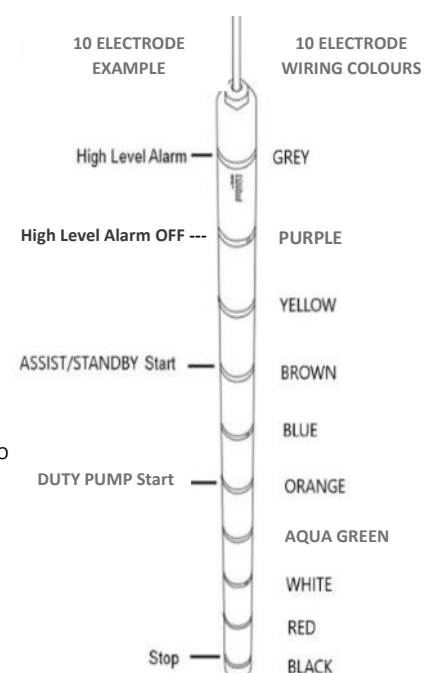 10 ELECTRODE
EXAMPLE
10 ELECTRODE
WIRING COLOURS
High Level Alarm
GREY
High Level Alarm OFF ---
PURPLE
YELLOW
ASSIST/STANDBY Start
BROWN
BLUE
O
DUTY PUMP Start
ORANGE
AQUA GREEN
WHITE
RED
Stop
BLACK